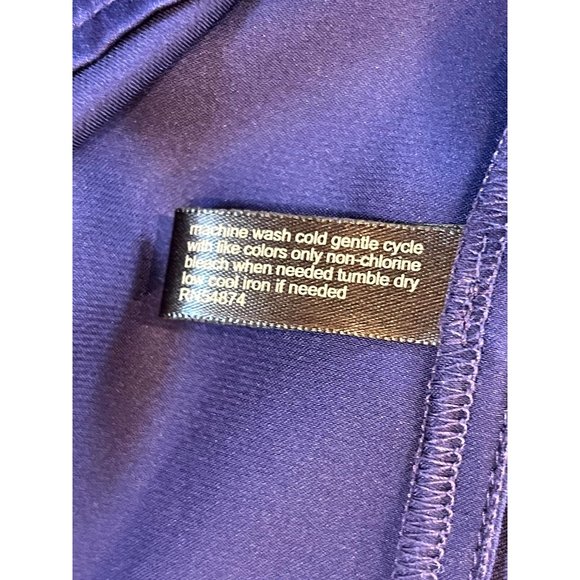 machine wash cold gentle cycle
with like colors only non-chlorine
bleach when needed tumble dry
low cool iron if needed
RN54874